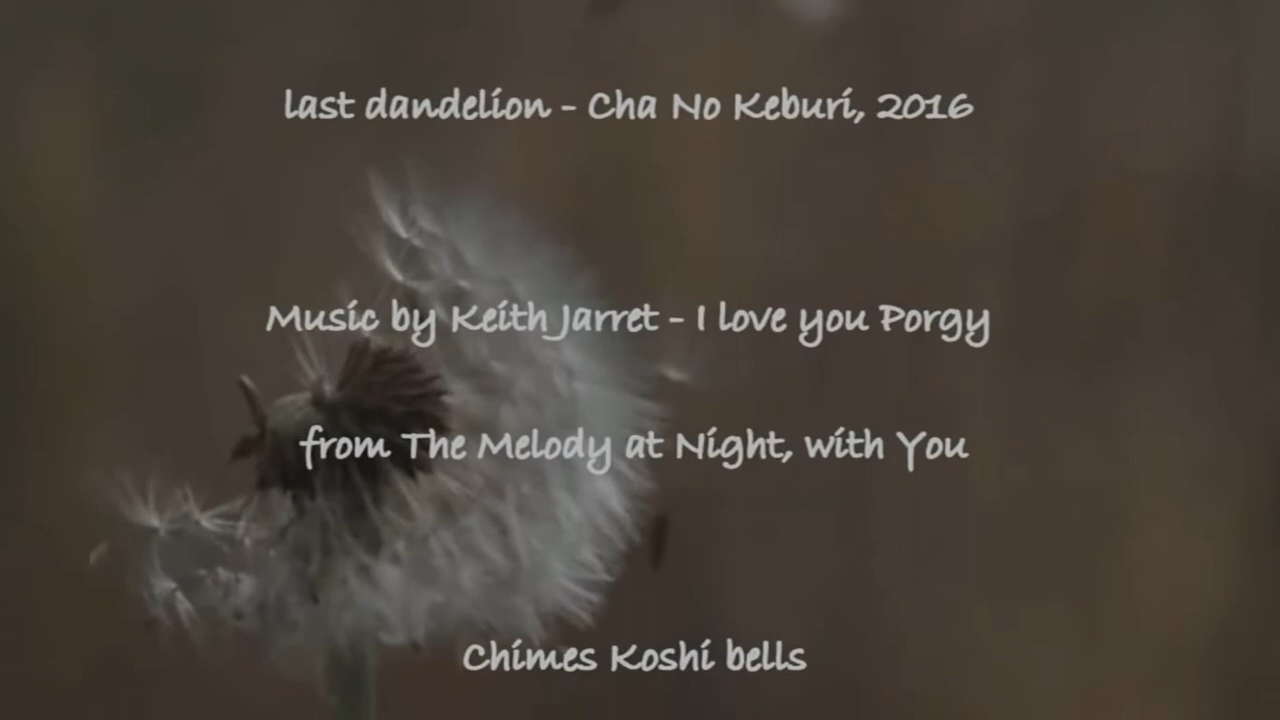 last dandelion - Cha No Keburi, 2016
Music by Keith Jarret - I love you Porgy
from The Melody at Night, with You
Chimes Koshi bells